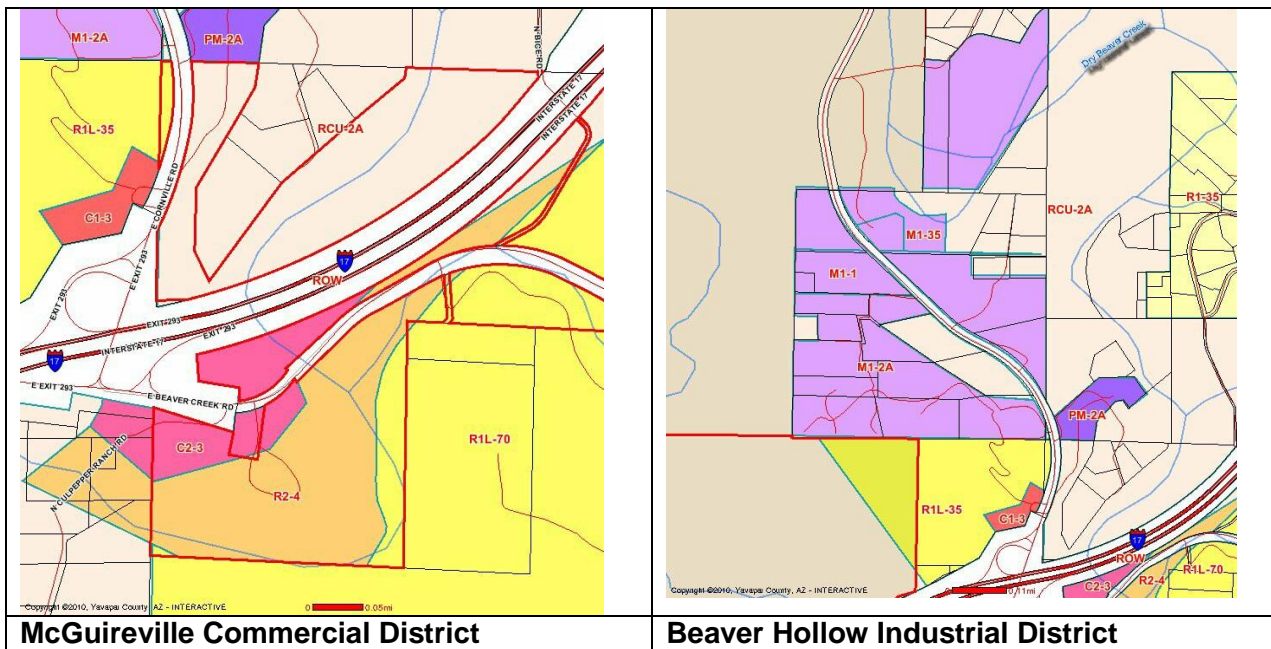 M1-2A
PM-2A
N BICE RD
INTERSTATE 17
INTERSTATE 17
RCU-2A
R1L-35
E CORNVILLE RD
C1-3
E EXIT 293
17
ROW
EXIT 293
EXIT 293
EXIT 293
INTERSTATE 17
17
E EXIT 293
E BEAVER CREEK RD
C2-3
R1L-70
N CULPEPPER RANCH RD
R2-4
Copyright ©2010, Yavapai County, AZ - INTERACTIVE
0 0.05mi
McGuireville Commercial District
Dry Beaver Creek
R1-35
RCU-2A
M1-35
M1-1
M1-2A
PM-2A
R1L-35
C1-3
17
ROW
C2-3
R2-4
R1L-70
Copyright ©2010, Yavapai County, AZ - INTERACTIVE
0.11mi
Beaver Hollow Industrial District